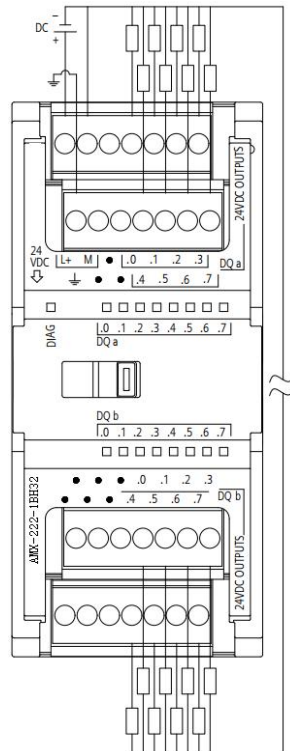 DC
−
+
24VDC OUTPUTS
24
VDC
L+ M .0 .1 .2 .3
DQ a
.4 .5 .6 .7
DIAG
.0 .1 .2 .3 .4 .5 .6 .7
DQ a
DQ b
.0 .1 .2 .3 .4 .5 .6 .7
AMX-222-1BH32
.0 .1 .2 .3
.4 .5 .6 .7
DQ b
24VDC OUTPUTS